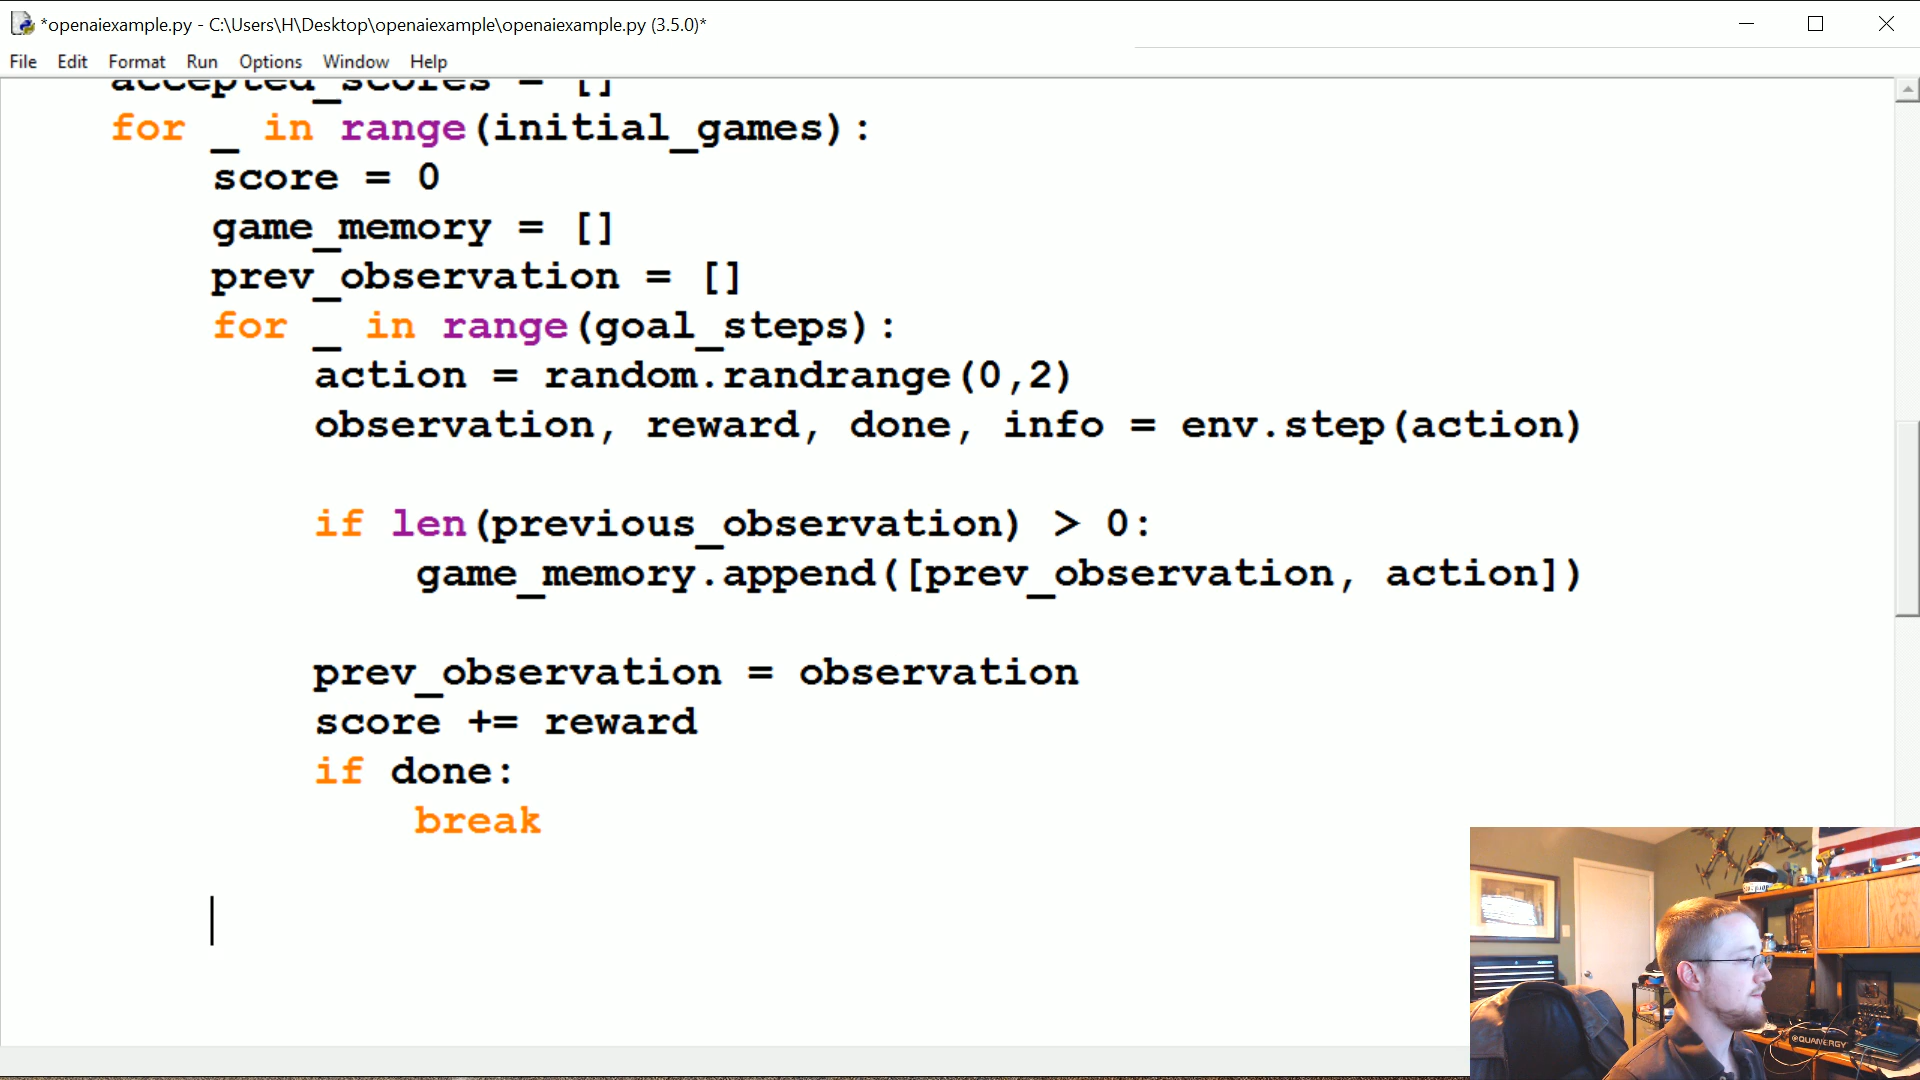 *openaiexample.py - C:\Users\H\Desktop\openaiexample\openaiexample.py (3.5.0)*
File Edit Format Run Options Window Help
accepted_scores = []
for _ in range(initial_games):
score = 0
game_memory = []
prev_observation = []
for _ in range(goal_steps):
action = random.randrange(0,2)
observation, reward, done, info = env.step(action)
if len(previous_observation) > 0:
game_memory.append([prev_observation, action])
prev_observation = observation
score += reward
if done:
break
QUANERGY